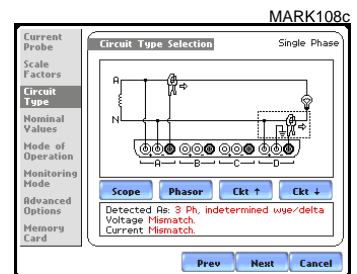 MARK108c
Current
Probe
Scale
Factors
Circuit
Type
Nominal
Values
Mode of
Operation
Monitoring
Mode
Advanced
Options
Memory
Card
Circuit Type Selection
Single Phase
A
N
A B C D
Scope Phasor Ckt ↑ Ckt ↓
Detected As: 3 Ph, indetermined wye/delta
Voltage Mismatch.
Current Mismatch.
Prev Next Cancel